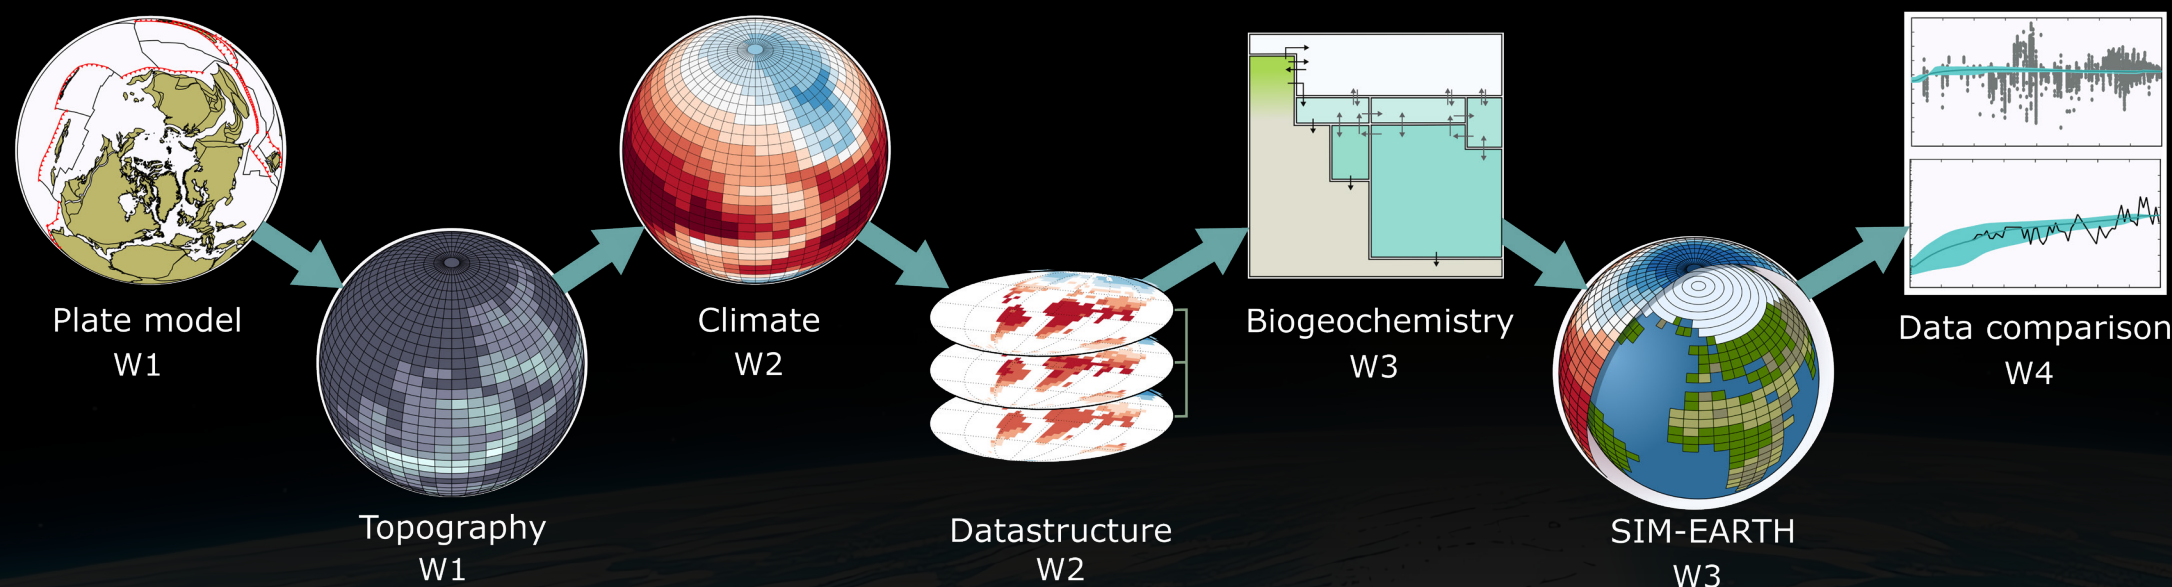 Plate model
W1
Topography
W1
Climate
W2
Datastructure
W2
Biogeochemistry
W3
SIM-EARTH
W3
Data comparison
W4